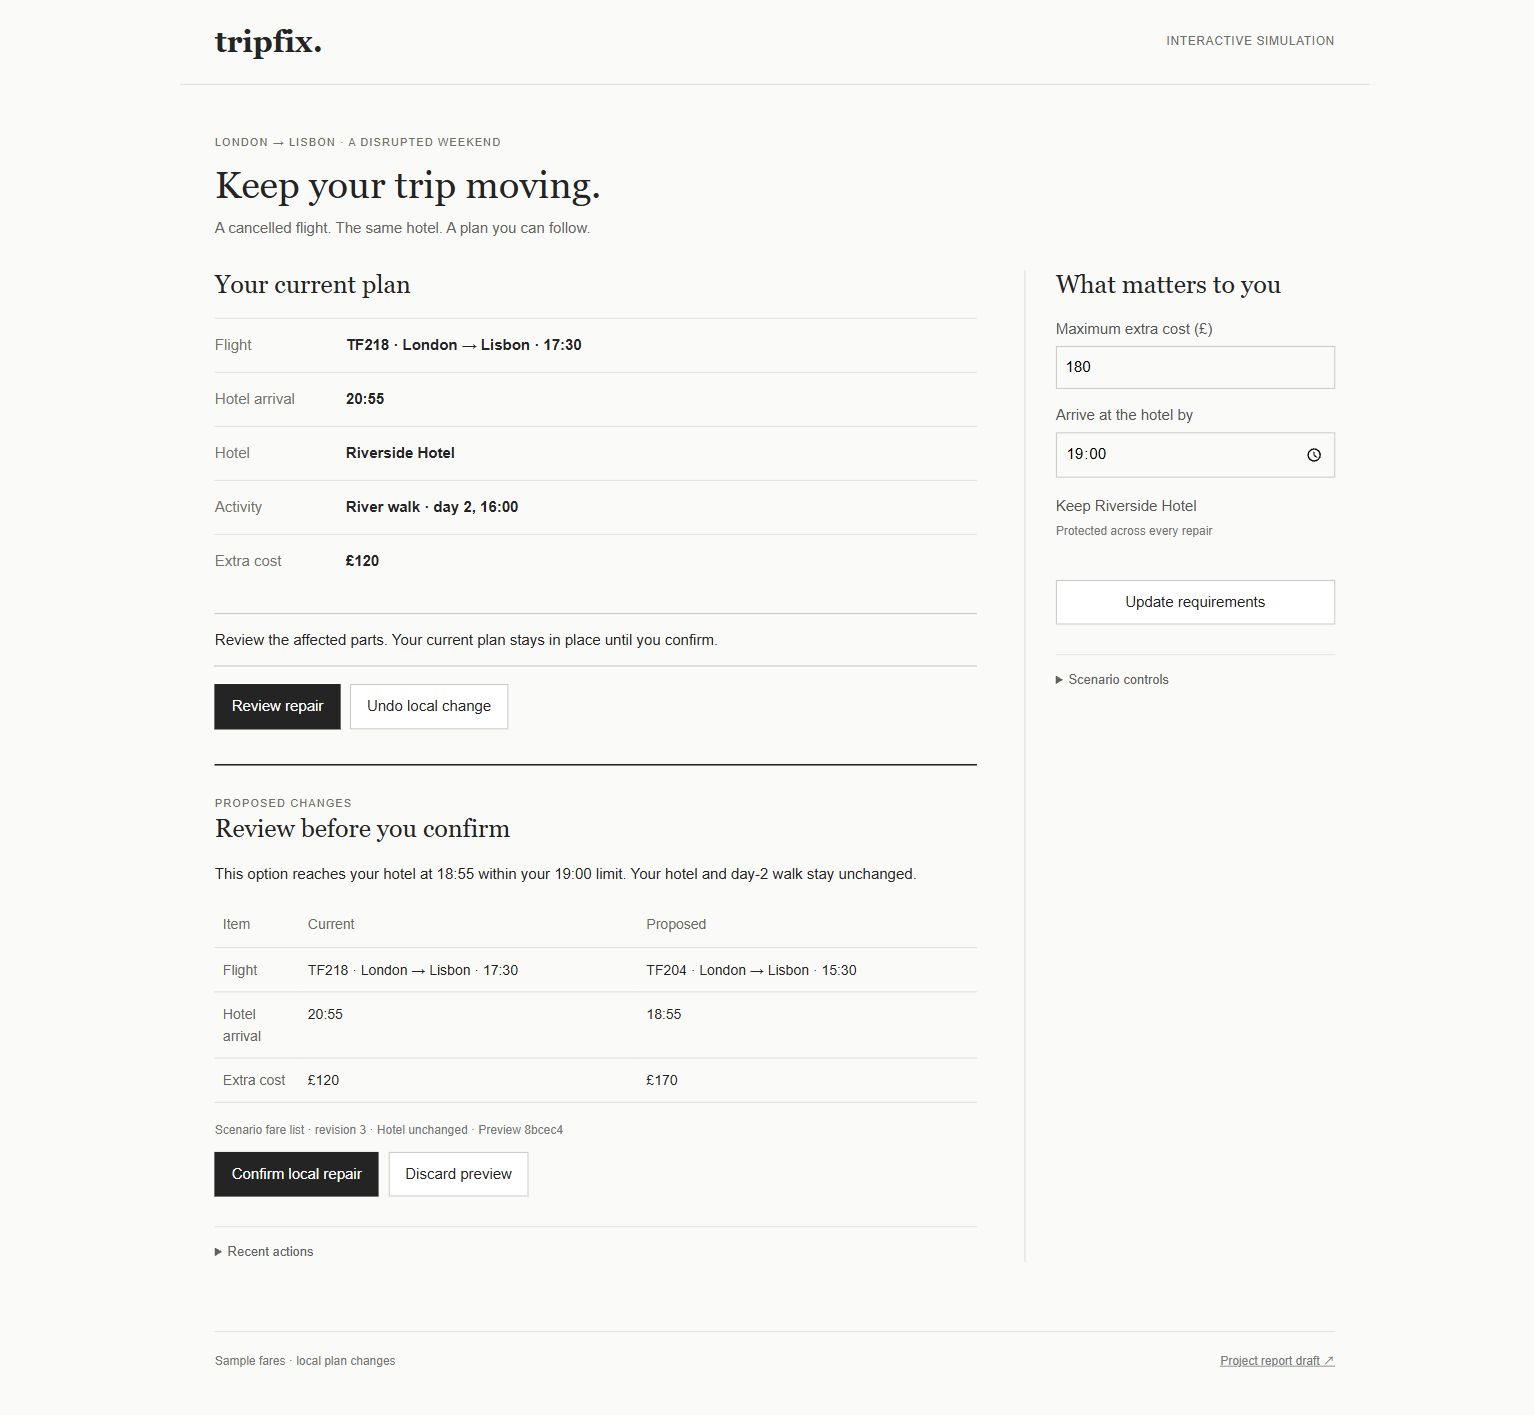 tripfix.
INTERACTIVE SIMULATION
LONDON → LISBON · A DISRUPTED WEEKEND
Keep your trip moving.
A cancelled flight. The same hotel. A plan you can follow.
Your current plan
Flight TF218 · London → Lisbon · 17:30
Hotel arrival 20:55
Hotel Riverside Hotel
Activity River walk · day 2, 16:00
Extra cost £120
Review the affected parts. Your current plan stays in place until you confirm.
Review repair Undo local change
PROPOSED CHANGES
Review before you confirm
This option reaches your hotel at 18:55 within your 19:00 limit. Your hotel and day-2 walk stay unchanged.
Item Current Proposed
Flight TF218 · London → Lisbon · 17:30 TF204 · London → Lisbon · 15:30
Hotel 20:55 18:55
arrival
Extra cost £120 £170
Scenario fare list · revision 3 · Hotel unchanged · Preview 8bcec4
Confirm local repair Discard preview
▶ Recent actions
What matters to you
Maximum extra cost (£)
180
Arrive at the hotel by
19:00
Keep Riverside Hotel
Protected across every repair
Update requirements
▶ Scenario controls
Sample fares · local plan changes
Project report draft ↗